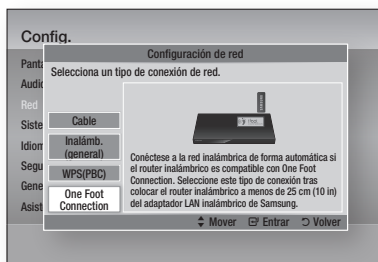 Config.
Configuración de red
Panta
Selecciona un tipo de conexión de red.
Audio
Red
Siste
Idiom
Segu
Gene
Asist
Cable
Inalámb.
(general)
WPS(PBC)
One Foot
Connection
Conéctese a la red inalámbrica de forma automática si
el router inalámbrico es compatible con One Foot
Connection. Seleccione este tipo de conexión tras
colocar el router inalámbrico a menos de 25 cm (10 in)
del adaptador LAN inalámbrico de Samsung.
Mover Entrar Volver